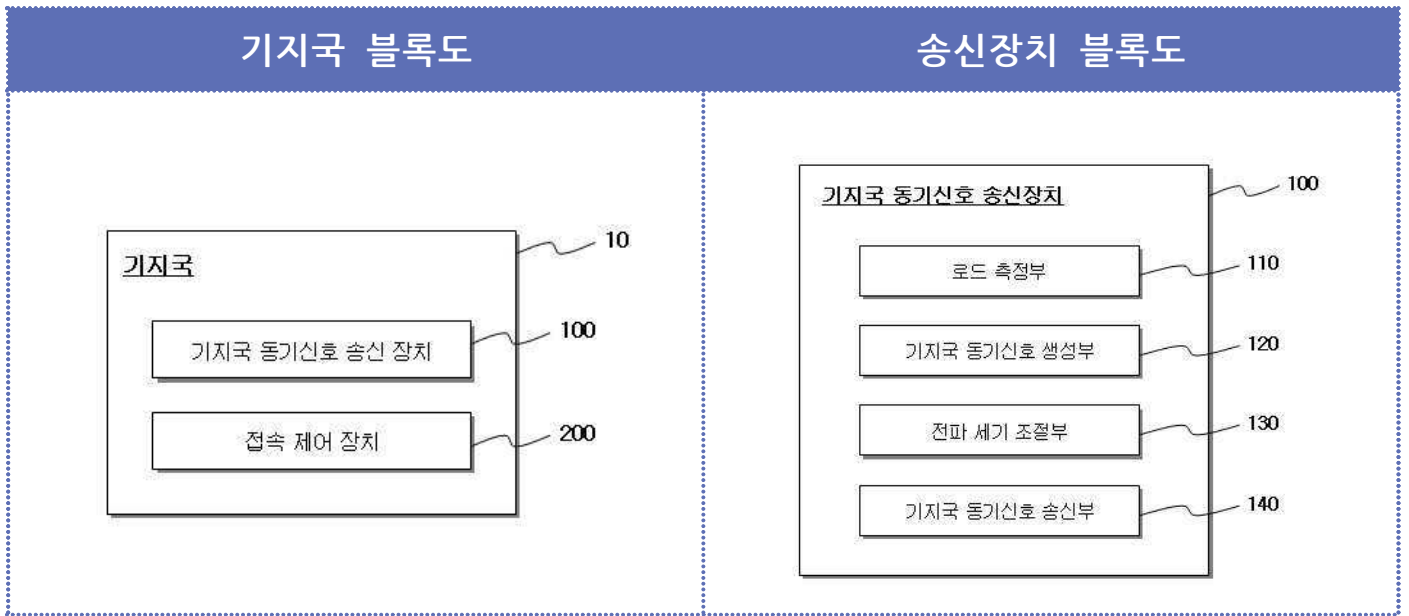 기지국 블록도
송신장치 블록도
기지국
10
기지국 동기신호 송신 장치
100
접속 제어 장치
200
기지국 동기신호 송신장치
100
로드 측정부
110
기지국 동기신호 생성부
120
전파 세기 조절부
130
기지국 동기신호 송신부
140